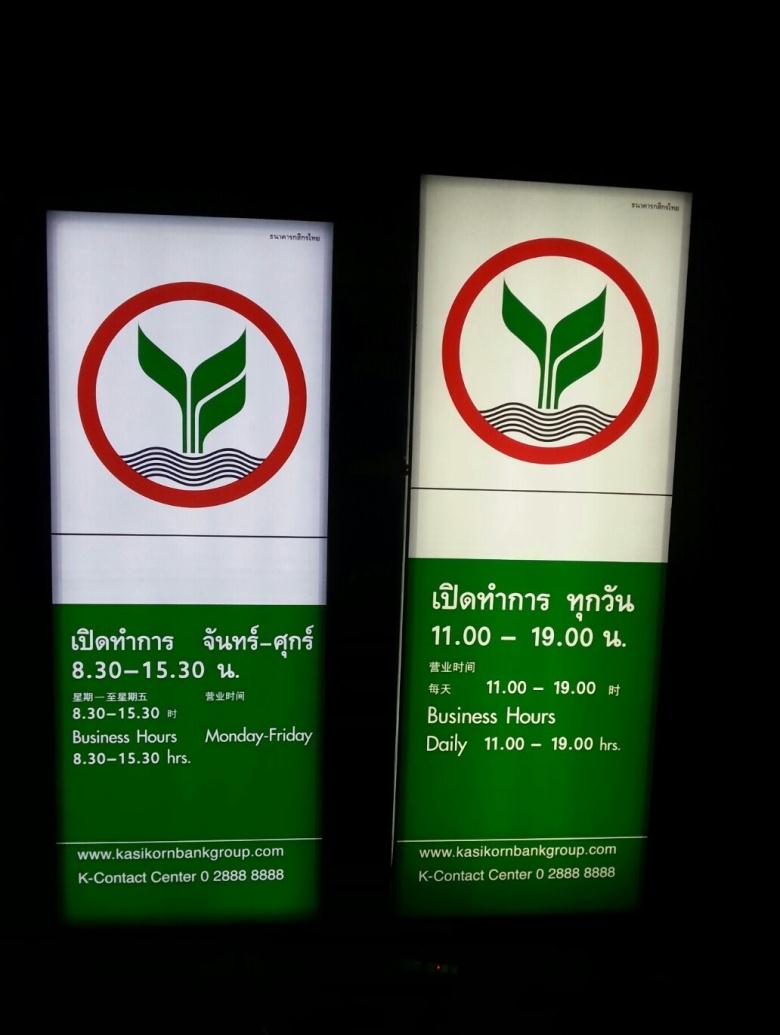 ธนาคารกสิกรไทย
เปิดทำการ จันทร์-ศุกร์
8.30-15.30 น.
星期一至星期五 营业时间
8.30-15.30 时
Business Hours Monday-Friday
8.30-15.30 hrs.
www.kasikornbankgroup.com
K-Contact Center 0 2888 8888
ธนาคารกสิกรไทย
เปิดทำการ ทุกวัน
11.00 - 19.00 น.
营业时间
每天 11.00 - 19.00 时
Business Hours
Daily 11.00 - 19.00 hrs.
www.kasikornbankgroup.com
K-Contact Center 0 2888 8888